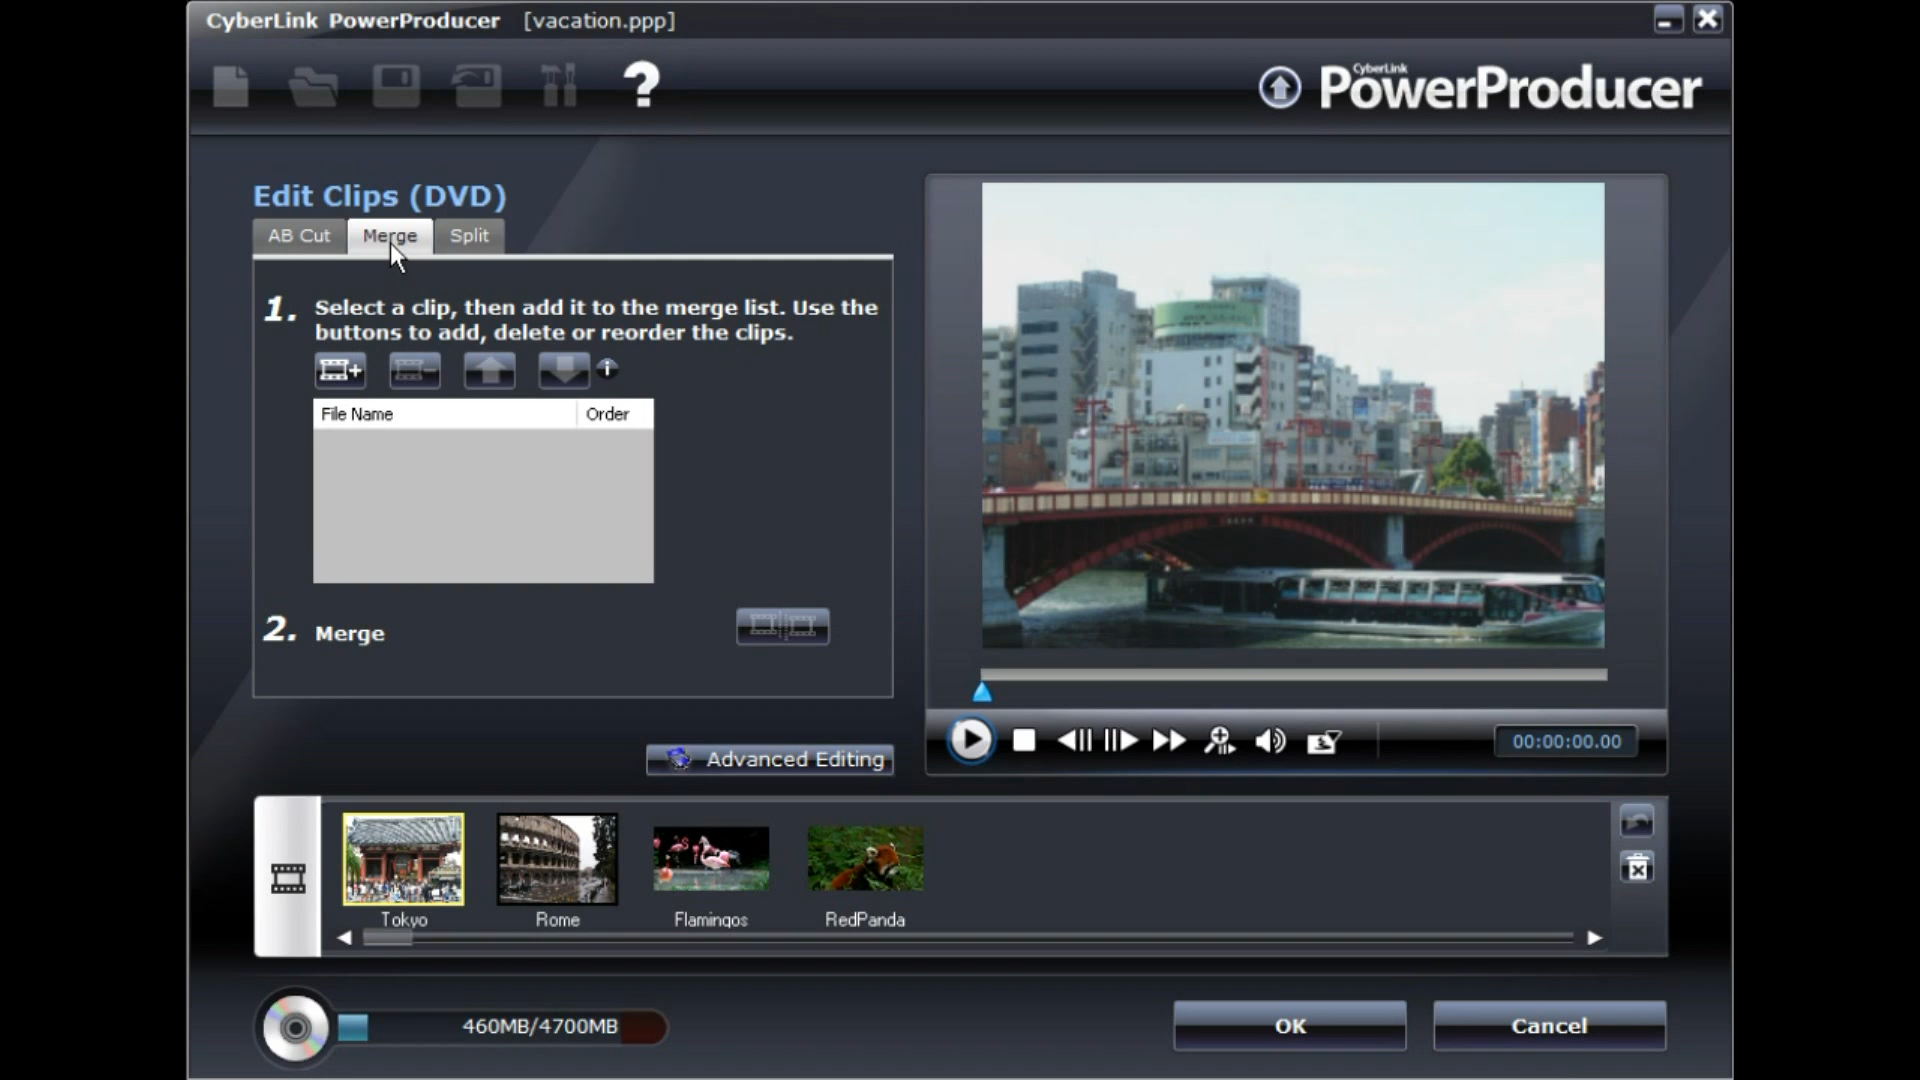 CyberLink PowerProducer [vacation.ppp]
?
CyberLink
PowerProducer
Edit Clips (DVD)
AB Cut Merge Split
1. Select a clip, then add it to the merge list. Use the
buttons to add, delete or reorder the clips.
i
File Name Order
2. Merge
Advanced Editing
00:00:00.00
Tokyo Rome Flamingos RedPanda
460MB/4700MB
OK Cancel